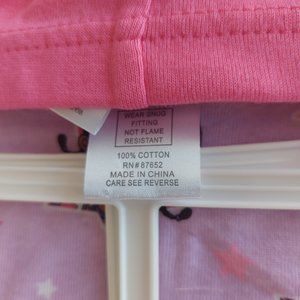 WEAR SNUG
FITTING
NOT FLAME
RESISTANT
100% COTTON
RN# 87652
MADE IN CHINA
CARE SEE REVERSE